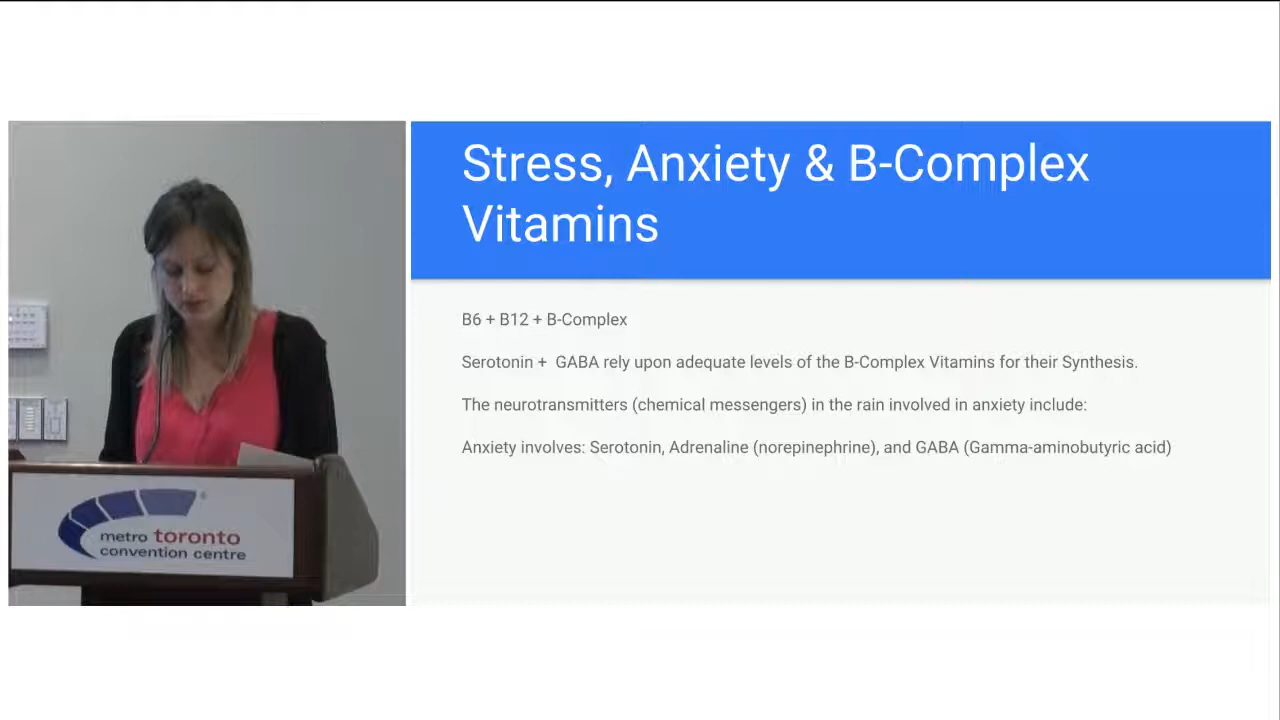 Stress, Anxiety & B-Complex
Vitamins
B6 + B12 + B-Complex
Serotonin + GABA rely upon adequate levels of the B-Complex Vitamins for their Synthesis.
The neurotransmitters (chemical messengers) in the rain involved in anxiety include:
Anxiety involves: Serotonin, Adrenaline (norepinephrine), and GABA (Gamma-aminobutyric acid)
metro toronto
convention centre